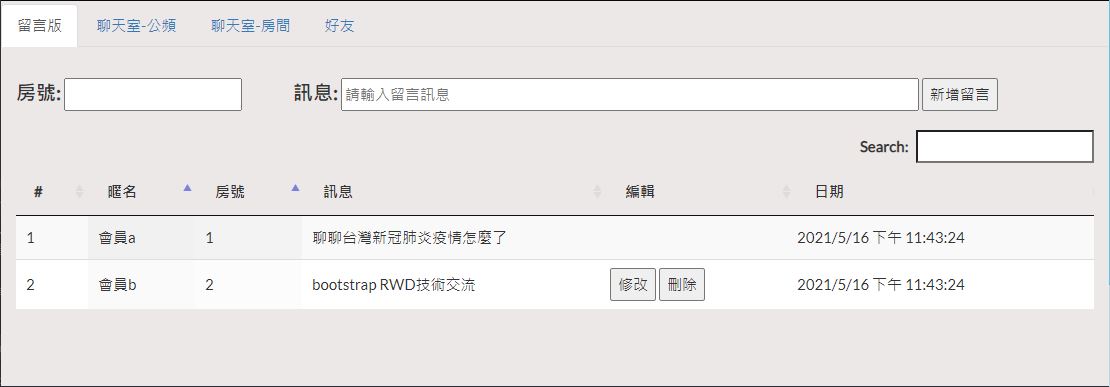 留言版 聊天室-公頻 聊天室-房間 好友
房號: 訊息: 請輸入留言訊息 新增留言
Search:
# 暱名 房號 訊息 編輯 日期
1 會員a 1 聊聊台灣新冠肺炎疫情怎麼了 2021/5/16 下午 11:43:24
2 會員b 2 bootstrap RWD技術交流 修改 刪除 2021/5/16 下午 11:43:24